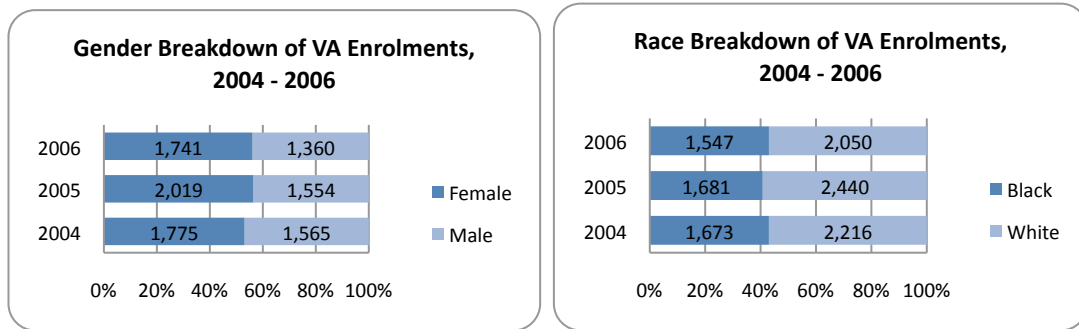 Gender Breakdown of VA Enrolments,
2004 - 2006
2006 1,741 1,360
2005 2,019 1,554
2004 1,775 1,565
Female
Male
0% 20% 40% 60% 80% 100%
Race Breakdown of VA Enrolments,
2004 - 2006
2006 1,547 2,050
2005 1,681 2,440
2004 1,673 2,216
Black
White
0% 20% 40% 60% 80% 100%